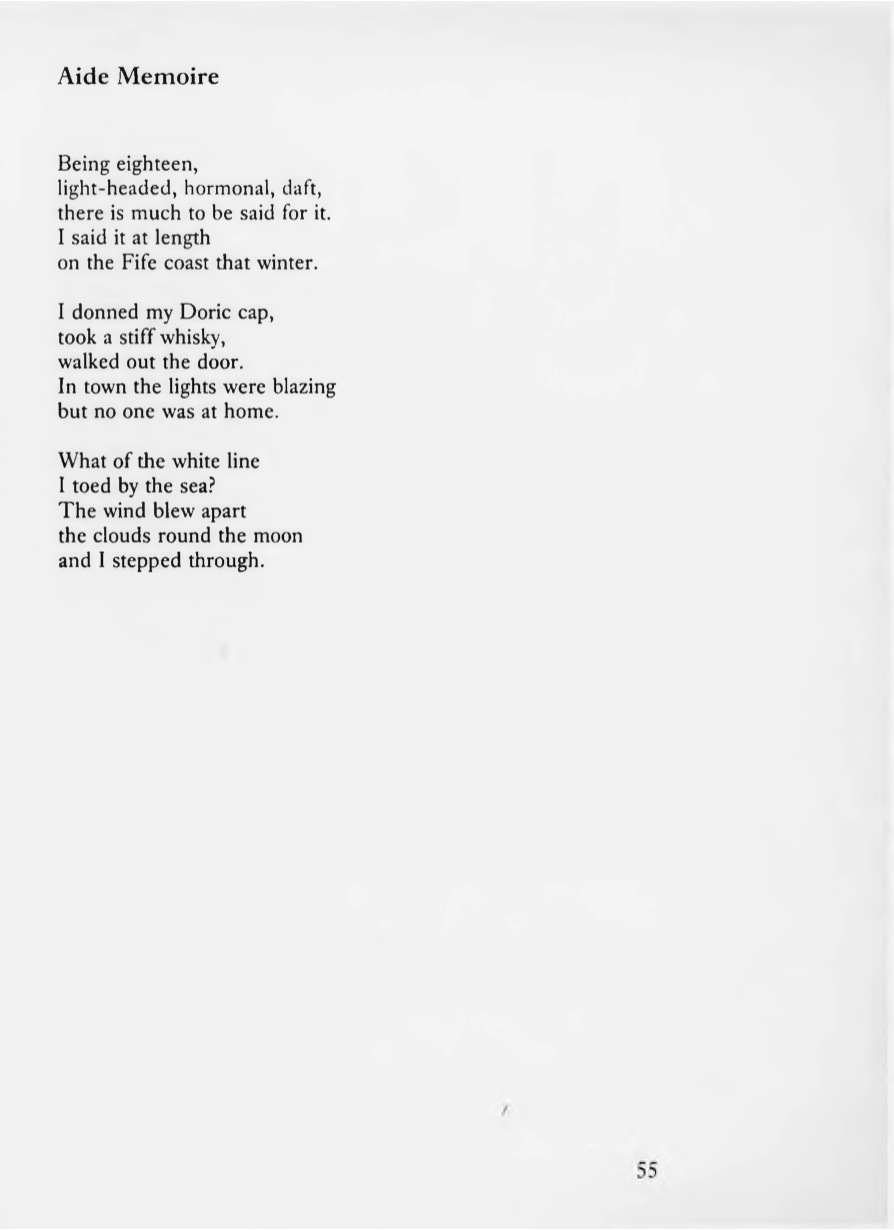 Aide Memoire

Being eighteen,
light-headed, hormonal, daft,
there is much to be said for it.
I said it at length
on the Fife coast that winter.

I donned my Doric cap,
took a stiff whisky,
walked out the door.
In town the lights were blazing
but no one was at home.

What of the white line
I toed by the sea?
The wind blew apart
the clouds round the moon
and I stepped through.

55